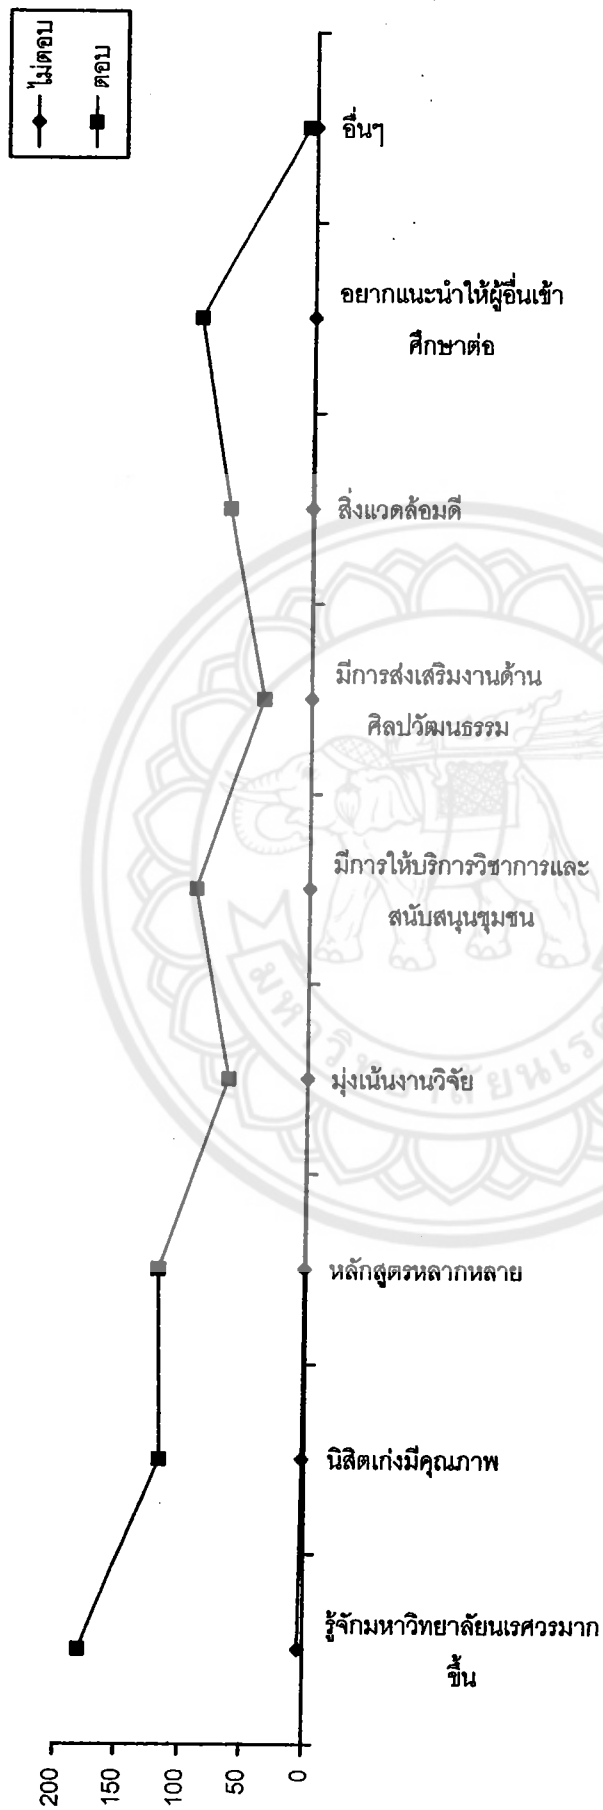 ไม่ตอบ
ตอบ
200
150
100
50
0
รู้จักมหาวิทยาลัยนเรศวรมาก
ขึ้น
นิสิตเก่งมีคุณภาพ
หลักสูตรหลากหลาย
มุ่งเน้นงานวิจัย
มีการให้บริการวิชาการและ
สนับสนุนชุมชน
มีการส่งเสริมงานด้าน
ศิลปวัฒนธรรม
สิ่งแวดล้อมดี
อยากแนะนำให้ผู้อื่นเข้า
ศึกษาต่อ
อื่นๆ